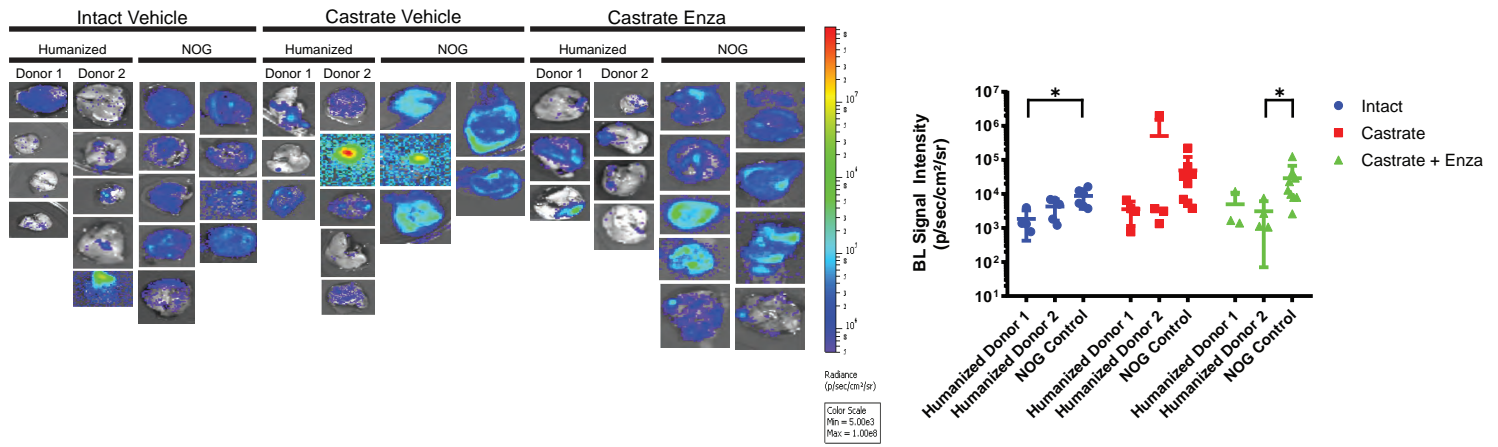 Intact Vehicle
Castrate Vehicle
Castrate Enza
Humanized
NOG
Humanized
NOG
Humanized
NOG
Donor 1
Donor 2
Donor 1
Donor 2
Donor 1
Donor 2
Radiance
(p/sec/cm²/sr)
Color Scale
Min = 5.00e3
Max = 1.00e8
BL Signal Intensity
(p/sec/cm²/sr)
10⁷
10⁶
10⁵
10⁴
10³
10²
10¹
*
*
Humanized Donor 1
Humanized Donor 2
NOG Control
Humanized Donor 1
Humanized Donor 2
NOG Control
Humanized Donor 1
Humanized Donor 2
NOG Control
Intact
Castrate
Castrate + Enza